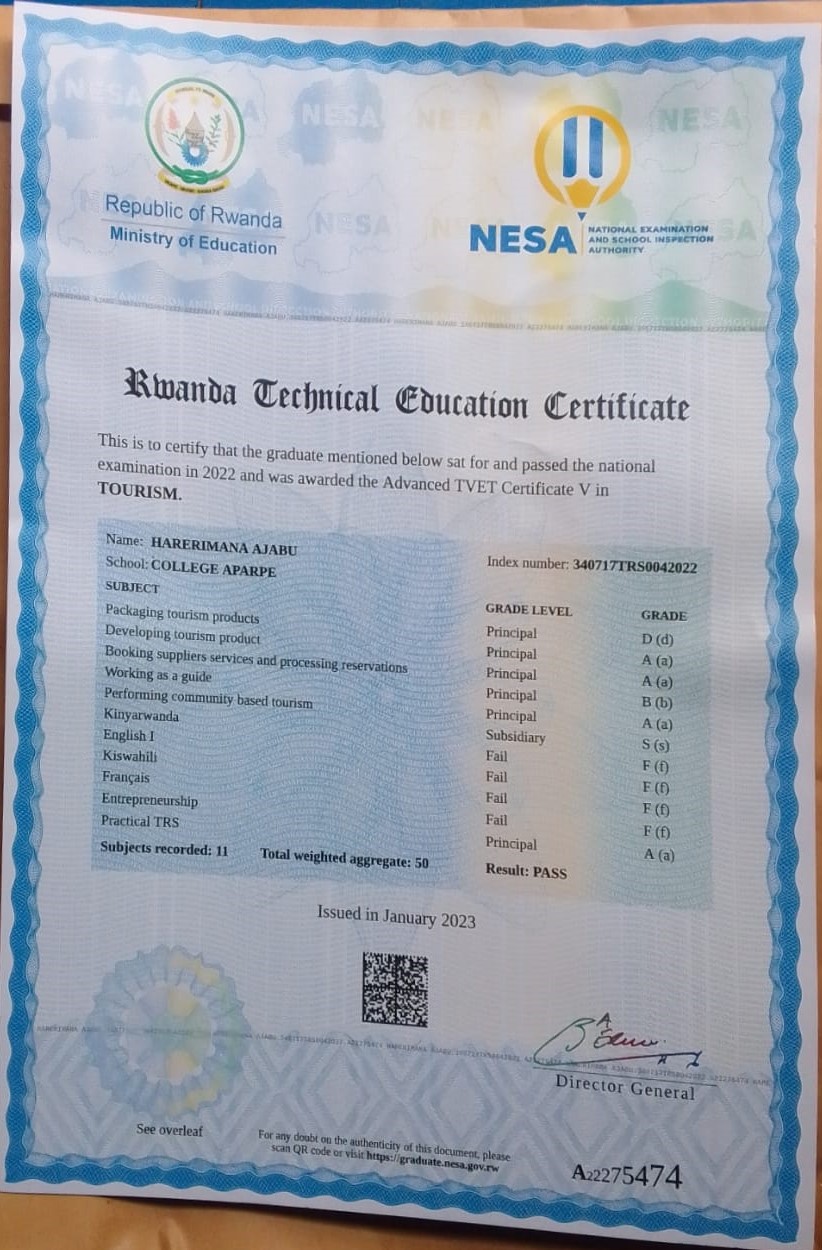 NESA NESA NESA NESA
Republic of Rwanda
Ministry of Education
NESA NATIONAL EXAMINATION
AND SCHOOL INSPECTION
AUTHORITY
Rwanda Technical Education Certificate
This is to certify that the graduate mentioned below sat for and passed the national
examination in 2022 and was awarded the Advanced TVET Certificate V in
TOURISM.
Name: HARERIMANA AJABU Index number: 340717TRS0042022
School: COLLEGE APARPE
SUBJECT GRADE LEVEL GRADE
Packaging tourism products Principal D (d)
Developing tourism product Principal A (a)
Booking suppliers services and processing reservations Principal A (a)
Working as a guide Principal B (b)
Performing community based tourism Principal A (a)
Kinyarwanda Subsidiary S (s)
English I Fail F (f)
Kiswahili Fail F (f)
Français Fail F (f)
Entrepreneurship Fail F (f)
Practical TRS Principal A (a)
Subjects recorded: 11 Total weighted aggregate: 50 Result: PASS
Issued in January 2023
Director General
See overleaf
For any doubt on the authenticity of this document, please
scan QR code or visit https://graduate.nesa.gov.rw
A22275474